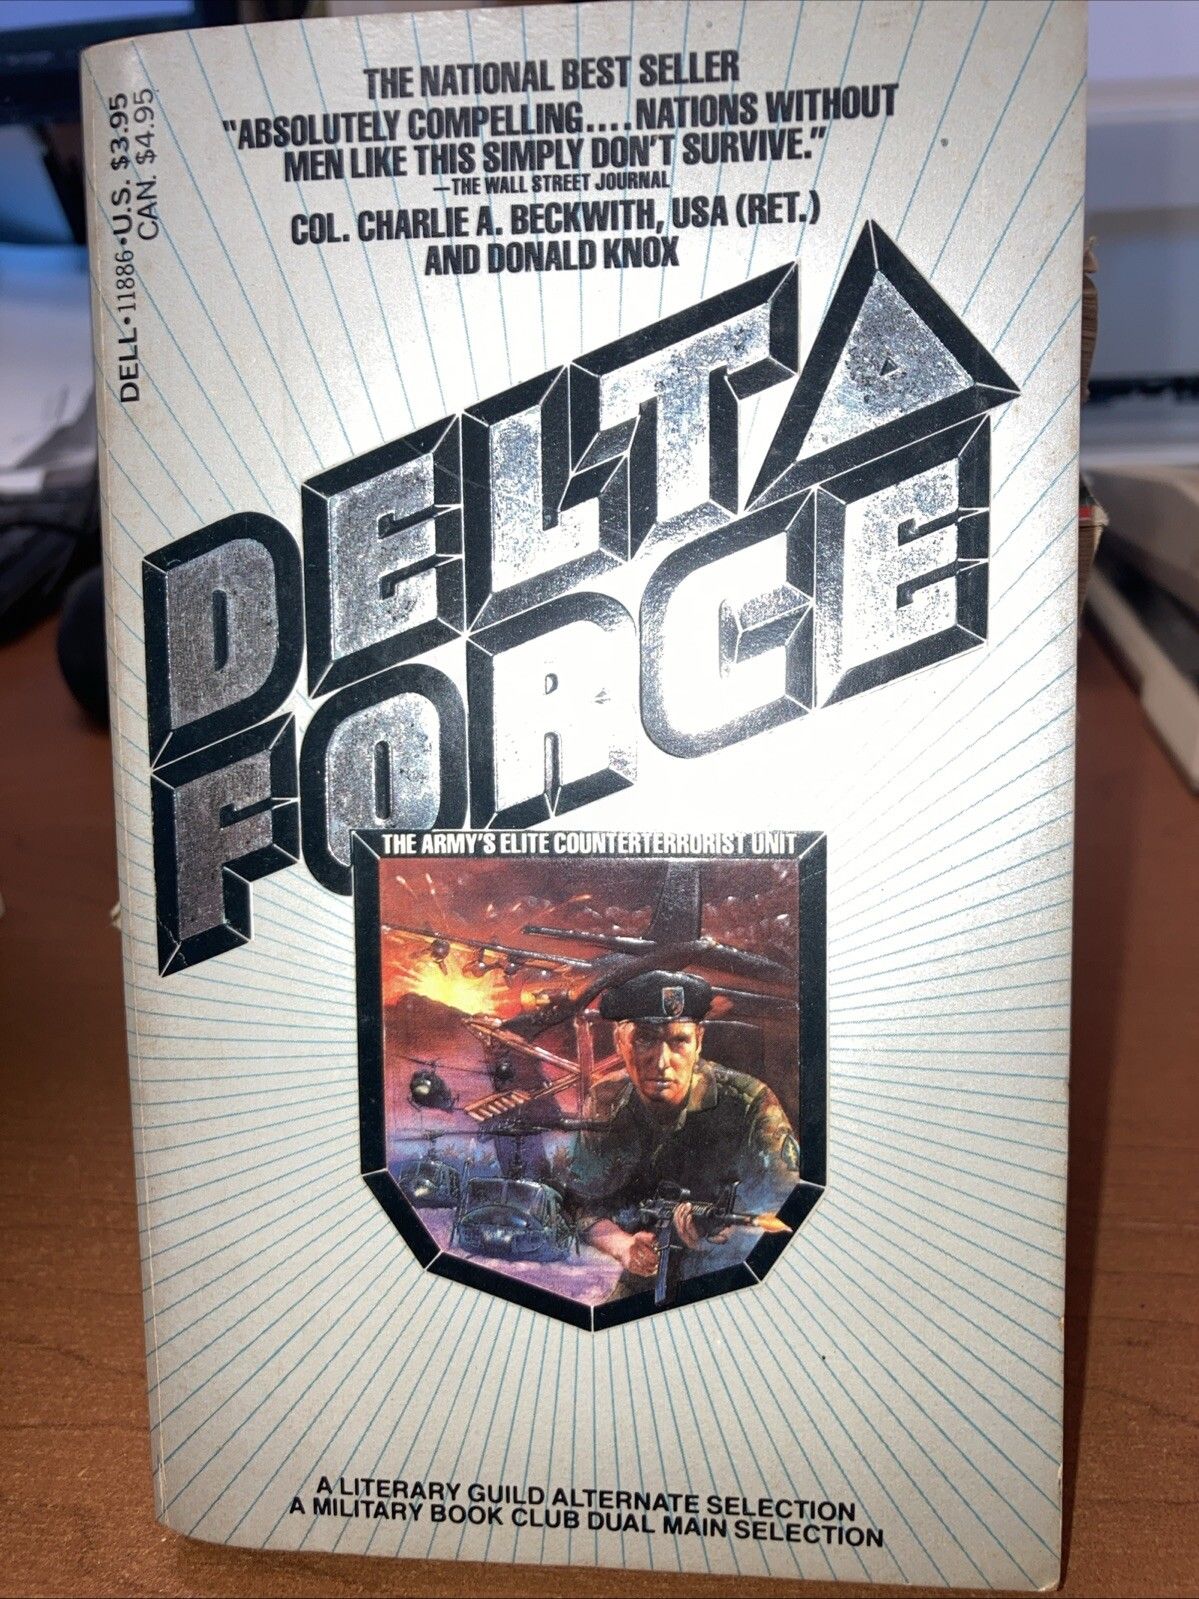 THE NATIONAL BEST SELLER
"ABSOLUTELY COMPELLING....NATIONS WITHOUT
MEN LIKE THIS SIMPLY DON'T SURVIVE."
—THE WALL STREET JOURNAL
COL. CHARLIE A. BECKWITH, USA (RET.)
AND DONALD KNOX
DELL • 11886 • U.S. $3.95
CAN. $4.95
DELTA
FORCE
THE ARMY'S ELITE COUNTERTERRORIST UNIT
A LITERARY GUILD ALTERNATE SELECTION
A MILITARY BOOK CLUB DUAL MAIN SELECTION